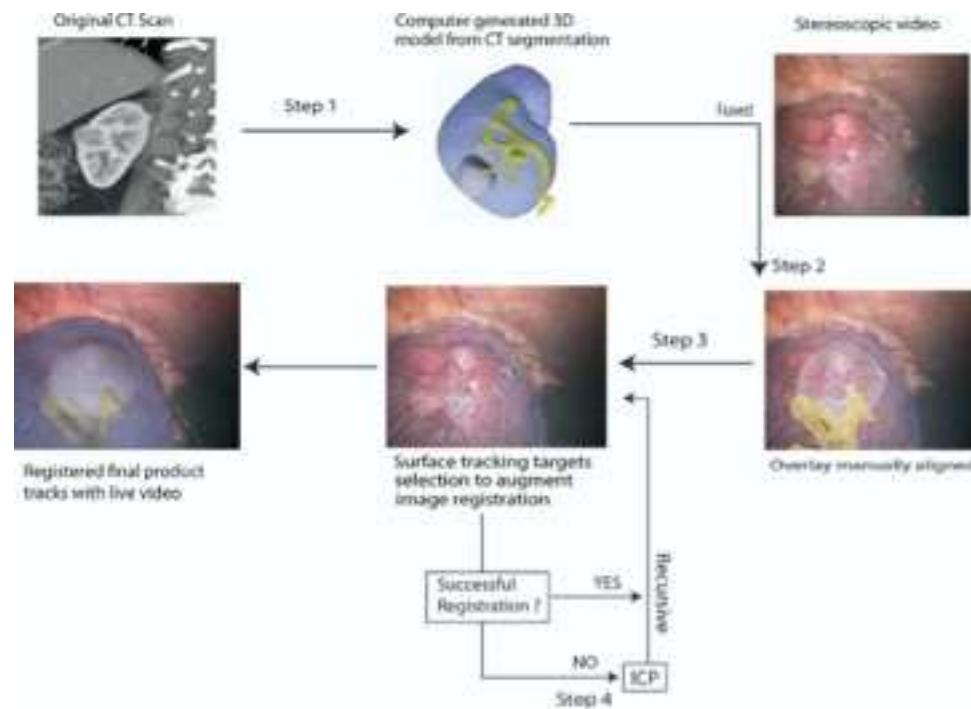 Original CT Scan
Computer generated 3D
model from CT segmentation
Stereoscopic video
Step 1
Step 2
Step 3
Registered final product
tracks with live video
Surface tracking targets
selection to augment
image registration
Overlay manually aligned
Successful
Registration ?
YES
Recursive
NO
ICP
Step 4